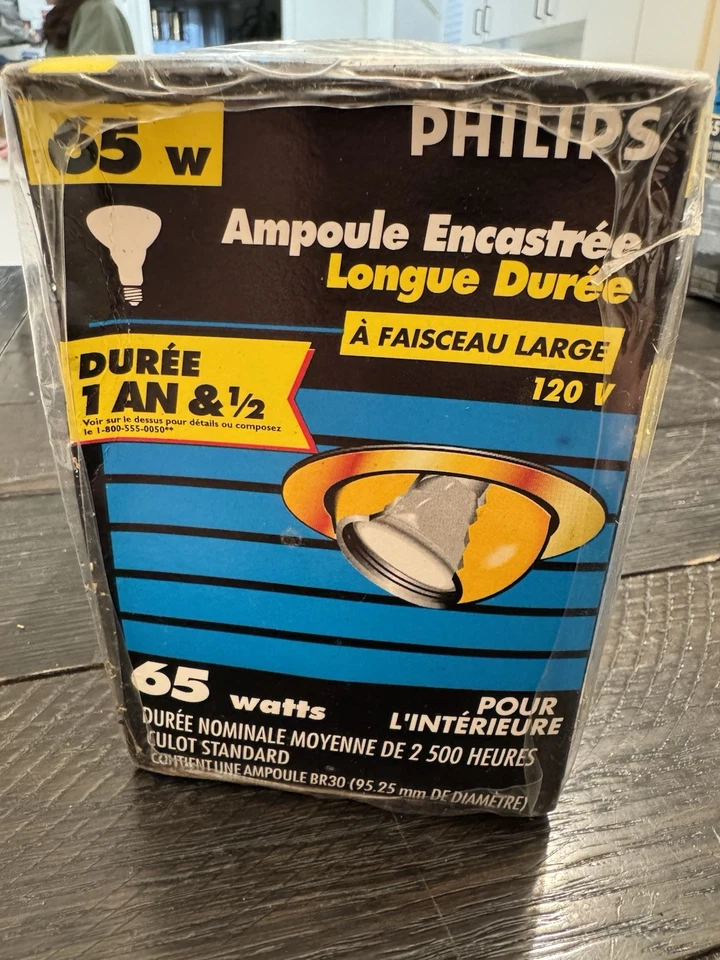 65 W
PHILIPS
Ampoule Encastrée
Longue Durée
À FAISCEAU LARGE
120 V
DURÉE
1 AN & 1/2
Voir sur le dessus pour détails ou composez
le 1-800-555-0050**
65 watts
POUR
L'INTÉRIEURE
DURÉE NOMINALE MOYENNE DE 2 500 HEURES
CULOT STANDARD
CONTIENT UNE AMPOULE BR30 (95.25 mm DE DIAMÈTRE)